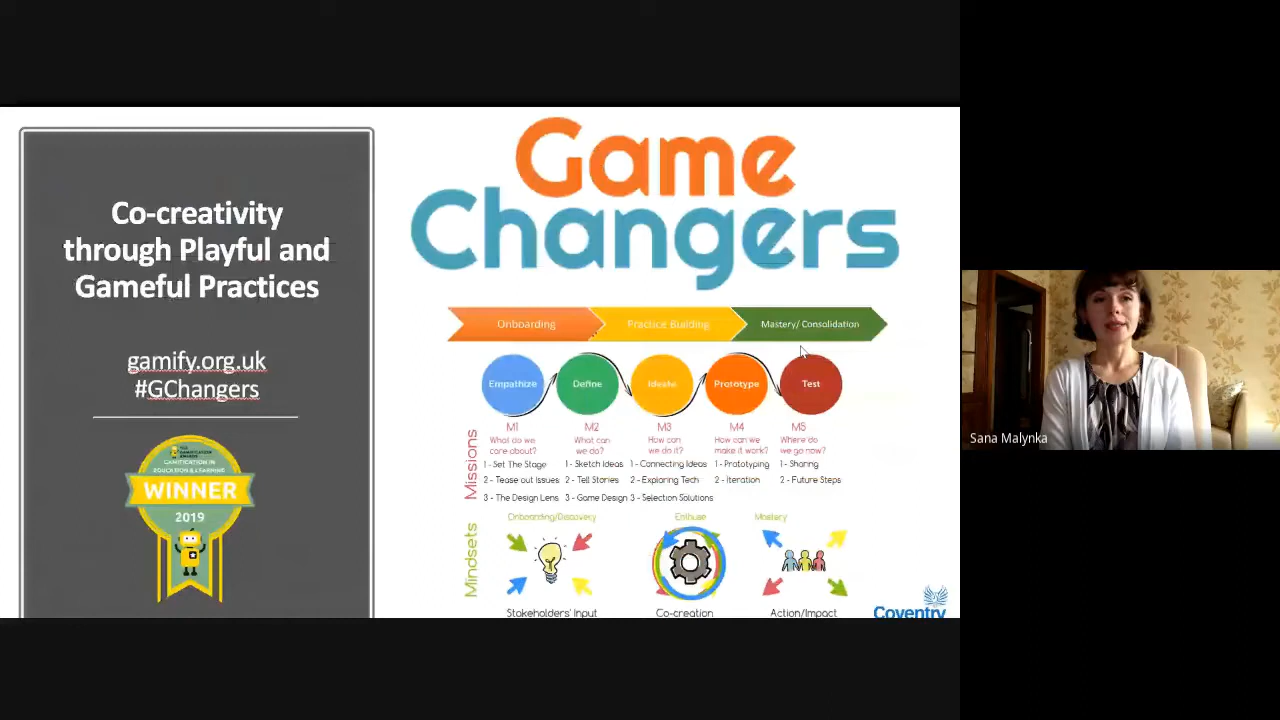 Co-creativity
through Playful and
Gameful Practices
gamify.org.uk
#GChangers
GAMIFICATION IN
EDUCATION & LEARNING
WINNER
2019
Game
Changers
Onboarding
Practice Building
Mastery/ Consolidation
Empathize
Define
Ideate
Prototype
Test
Missions
M1
What do we
care about?
1 - Set The Stage
2 - Tease out Issues
3 - The Design Lens
M2
What can
we do?
1 - Sketch Ideas
2 - Tell Stories
3 - Game Design
M3
How can
we do it?
1 - Connecting Ideas
2 - Exploring Tech
3 - Selection Solutions
M4
How can we
make it work?
1 - Prototyping
2 - Iteration
M5
Where do
we go now?
1 - Sharing
2 - Future Steps
Mindsets
Onboarding/Discovery
Enthuse
Mastery
Stakeholders' Input
Co-creation
Action/Impact
Coventry
Sana Malynka